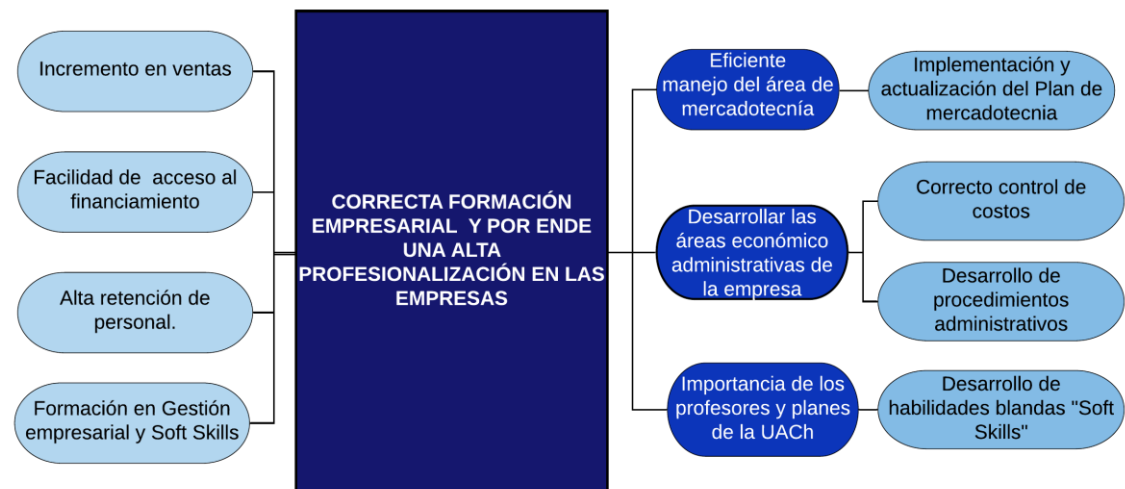 Incremento en ventas
Facilidad de acceso al
financiamiento
Alta retención de
personal.
Formación en Gestión
empresarial y Soft Skills
CORRECTA FORMACIÓN
EMPRESARIAL Y POR ENDE
UNA ALTA
PROFESIONALIZACIÓN EN LAS
EMPRESAS
Eficiente
manejo del área de
mercadotecnía
Implementación y
actualización del Plan de
mercadotecnia
Desarrollar las
áreas económico
administrativas de
la empresa
Correcto control de
costos
Desarrollo de
procedimientos
administrativos
Importancia de los
profesores y planes
de la UACh
Desarrollo de
habilidades blandas "Soft
Skills"